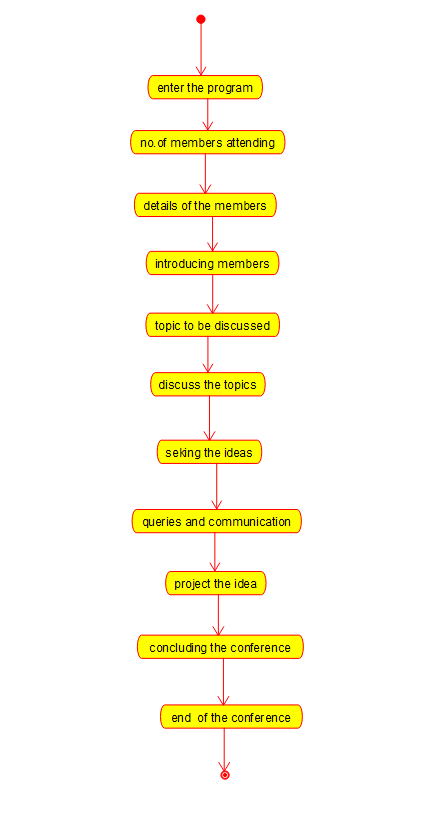 enter the program
no.of members attending
details of the members
introducing members
topic to be discussed
discuss the topics
seking the ideas
queries and communication
project the idea
concluding the conference
end of the conference